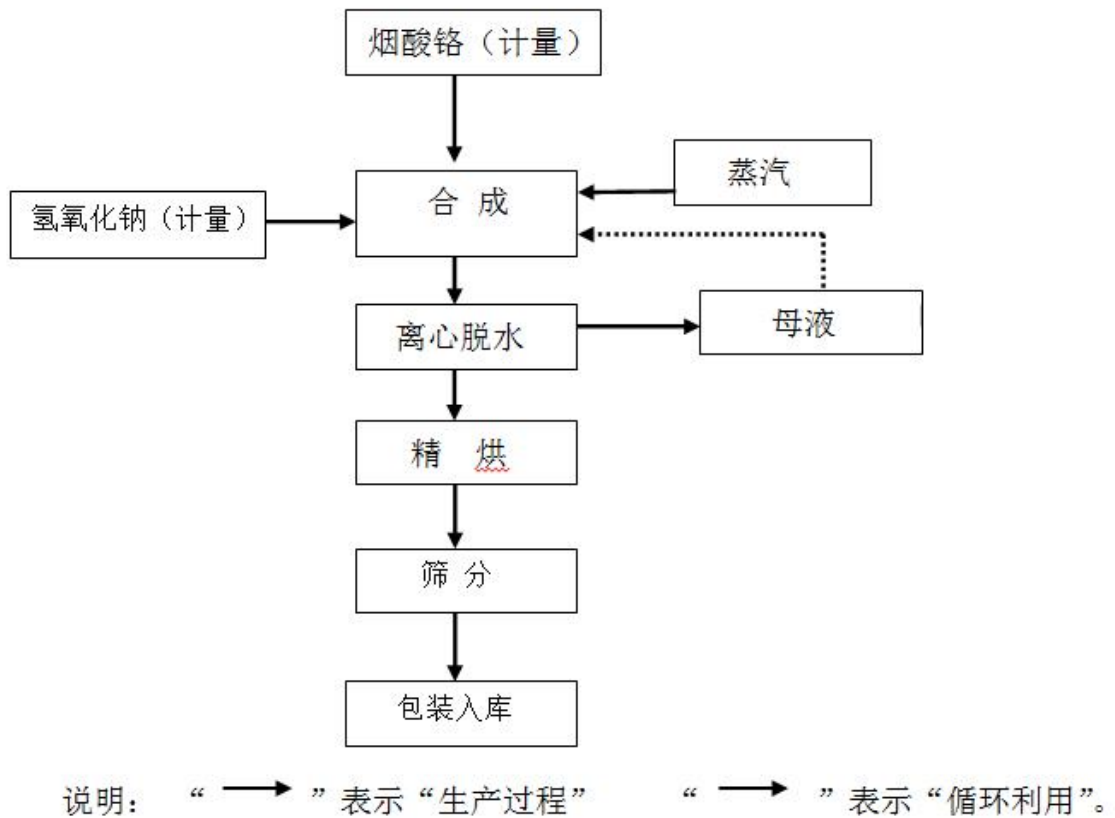 烟酸铬（计量）
蒸汽
合 成
氢氧化钠（计量）
母液
离心脱水
精 烘
筛 分
包装入库
说明： “ ” 表示 “生产过程” “ ” 表示 “循环利用”。